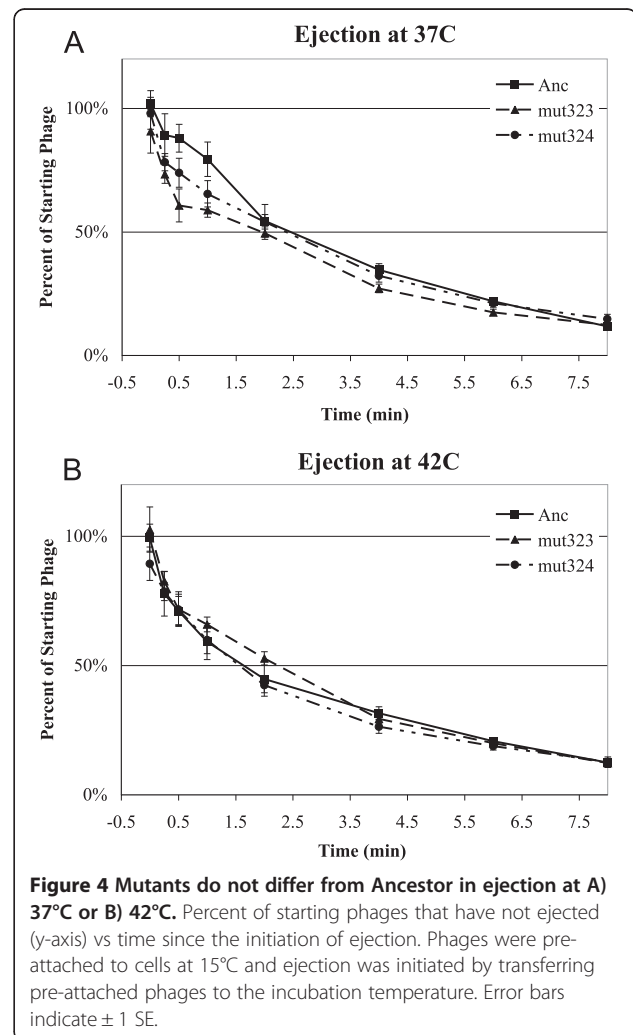 A
Ejection at 37C
Anc
mut323
mut324
Percent of Starting Phage
100%
50%
0%
-0.5 0.5 1.5 2.5 3.5 4.5 5.5 6.5 7.5
Time (min)
B
Ejection at 42C
Anc
mut323
mut324
Percent of Starting Phage
100%
50%
0%
-0.5 0.5 1.5 2.5 3.5 4.5 5.5 6.5 7.5
Time (min)
Figure 4 Mutants do not differ from Ancestor in ejection at A)
37°C or B) 42°C. Percent of starting phages that have not ejected
(y-axis) vs time since the initiation of ejection. Phages were pre-
attached to cells at 15°C and ejection was initiated by transferring
pre-attached phages to the incubation temperature. Error bars
indicate ± 1 SE.